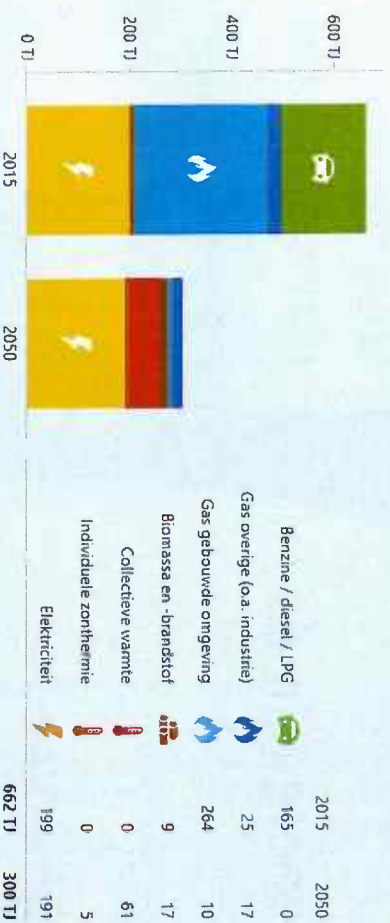 600 TJ
400 TJ
200 TJ
0 TJ
2015
2050
2015 2050
Benzine / diesel / LPG 165 0
Gas overige (o.a. industrie) 25 17
Gas gebouwde omgeving 264 10
Biomassa en -brandstof 9 17
Collectieve warmte 0 61
Individuele zonthermie 0 5
Elektriciteit 199 191
662 TJ 300 TJ